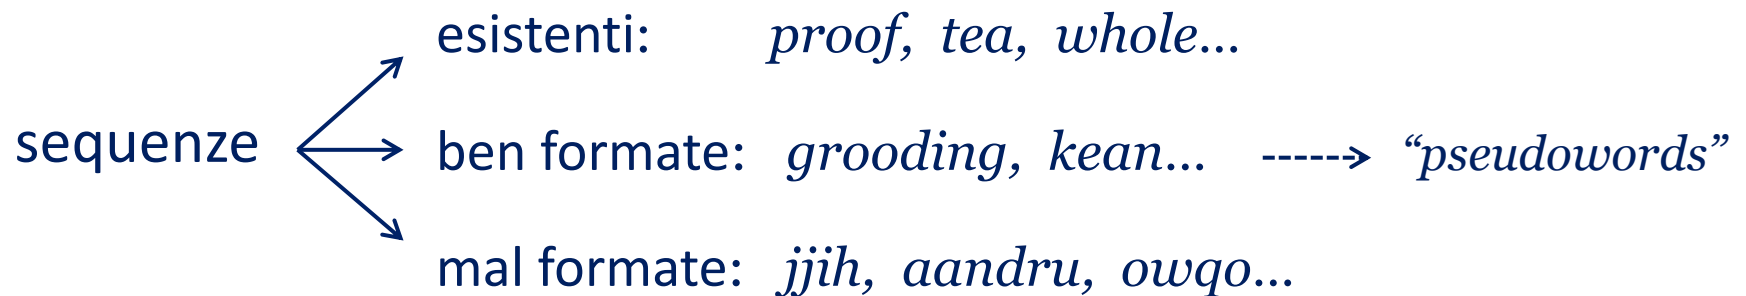 esistenti: proof, tea, whole...
sequenze
ben formate: grooding, kean... “pseudowords”
mal formate: jjih, aandru, owqo...